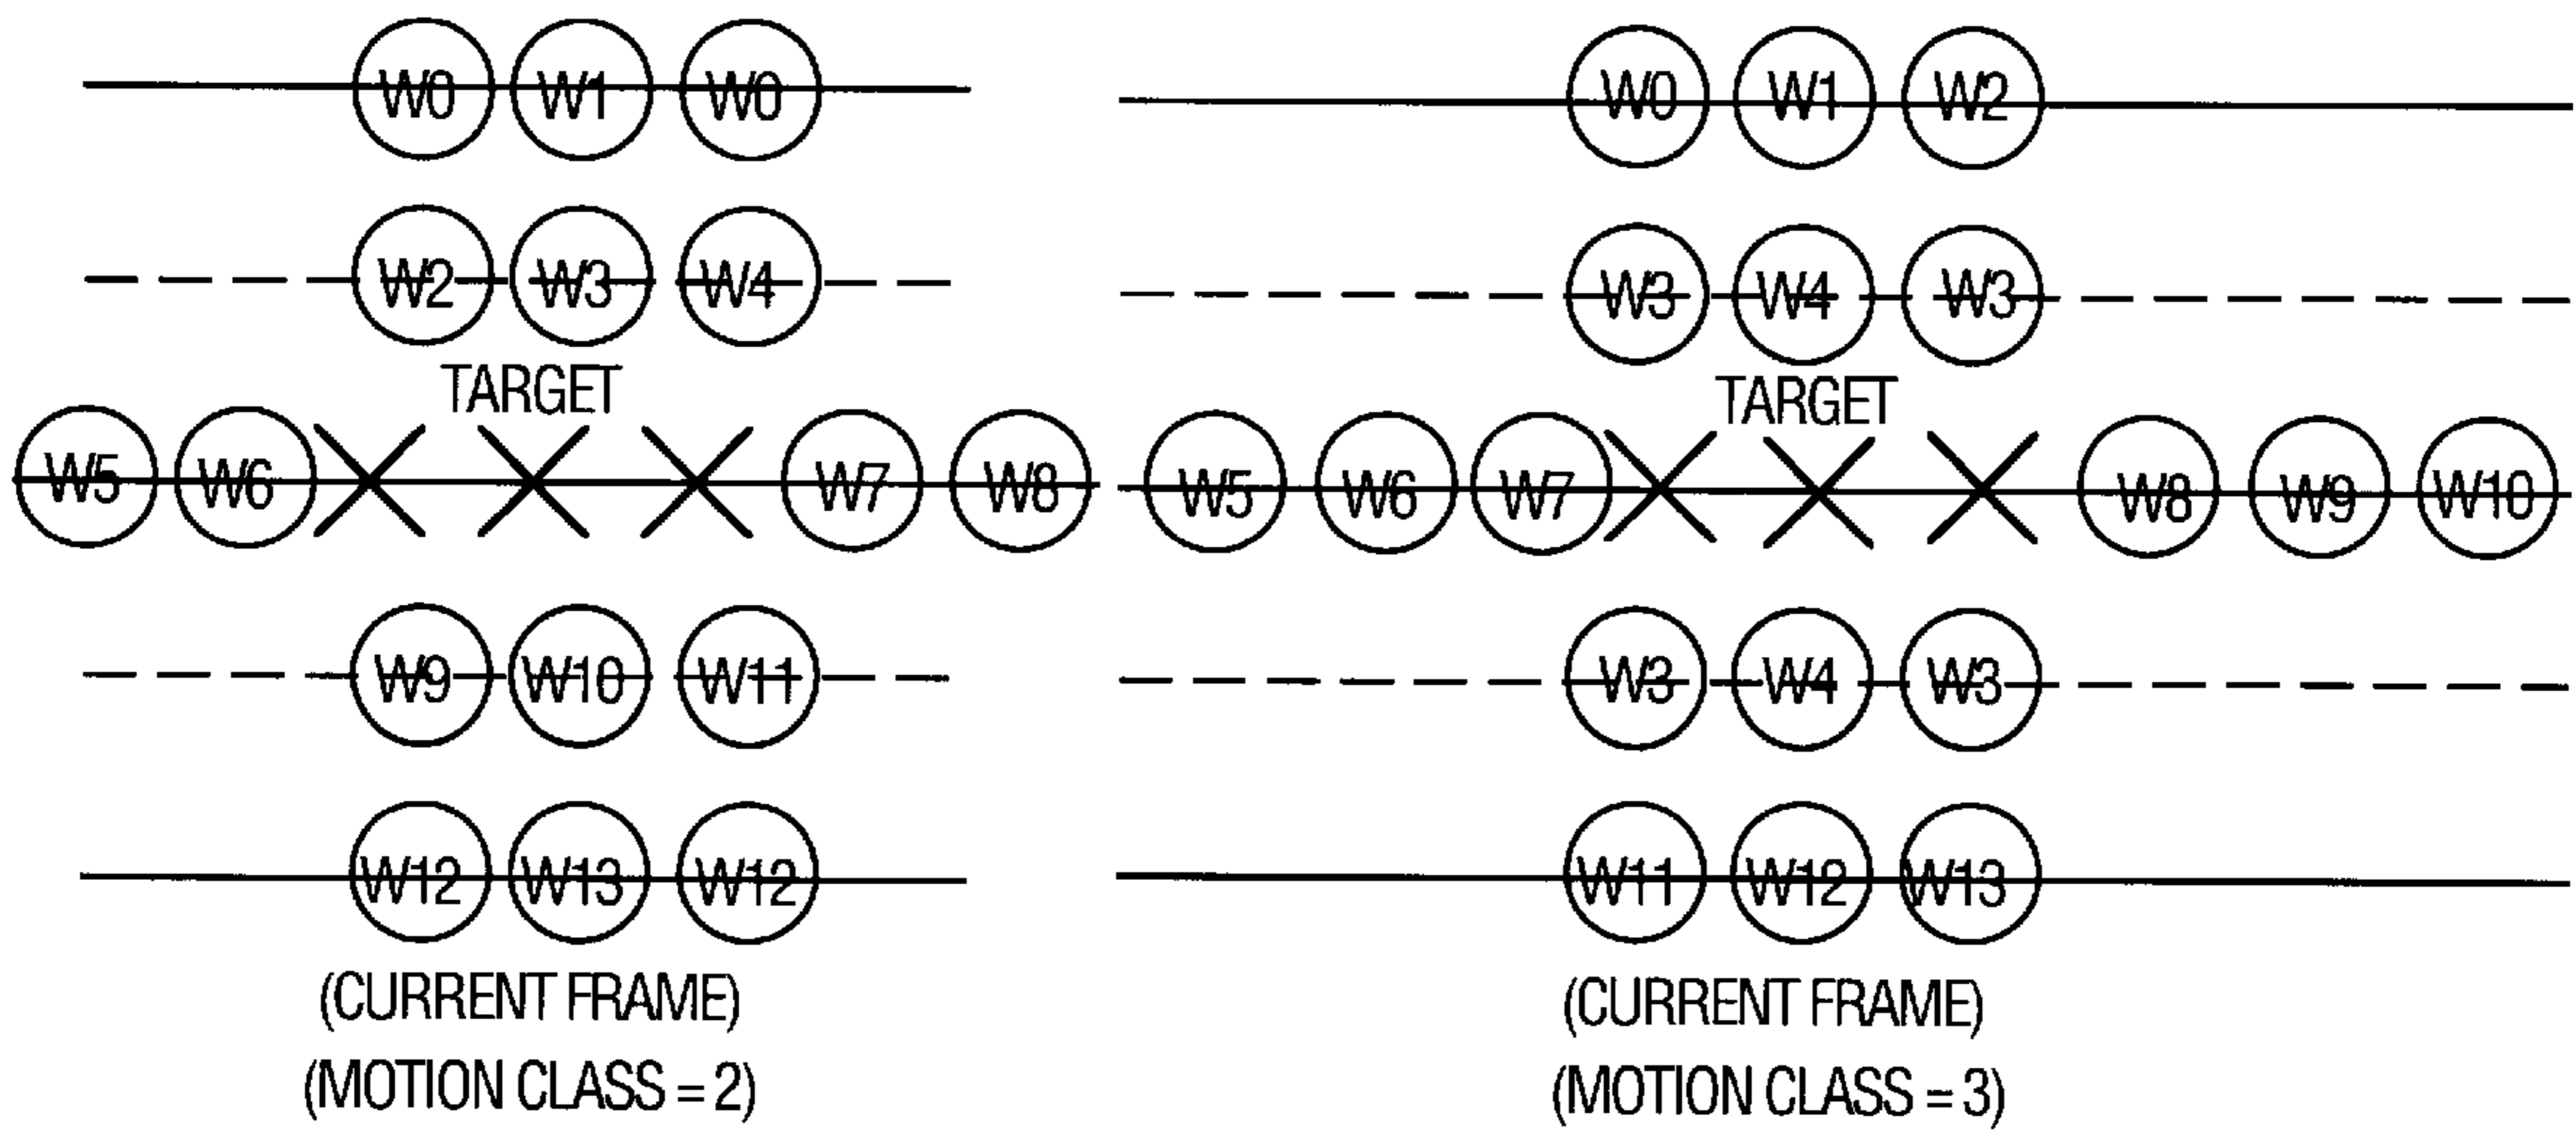 W0 W1 W0 W0 W1 W2
W2 W3 W4 W3 W4 W3
TARGET TARGET
W5 W6 W7 W8 W5 W6 W7 W8 W9 W10
W9 W10 W11 W3 W4 W3
W12 W13 W12 W11 W12 W13
(CURRENT FRAME) (CURRENT FRAME)
(MOTION CLASS = 2) (MOTION CLASS = 3)